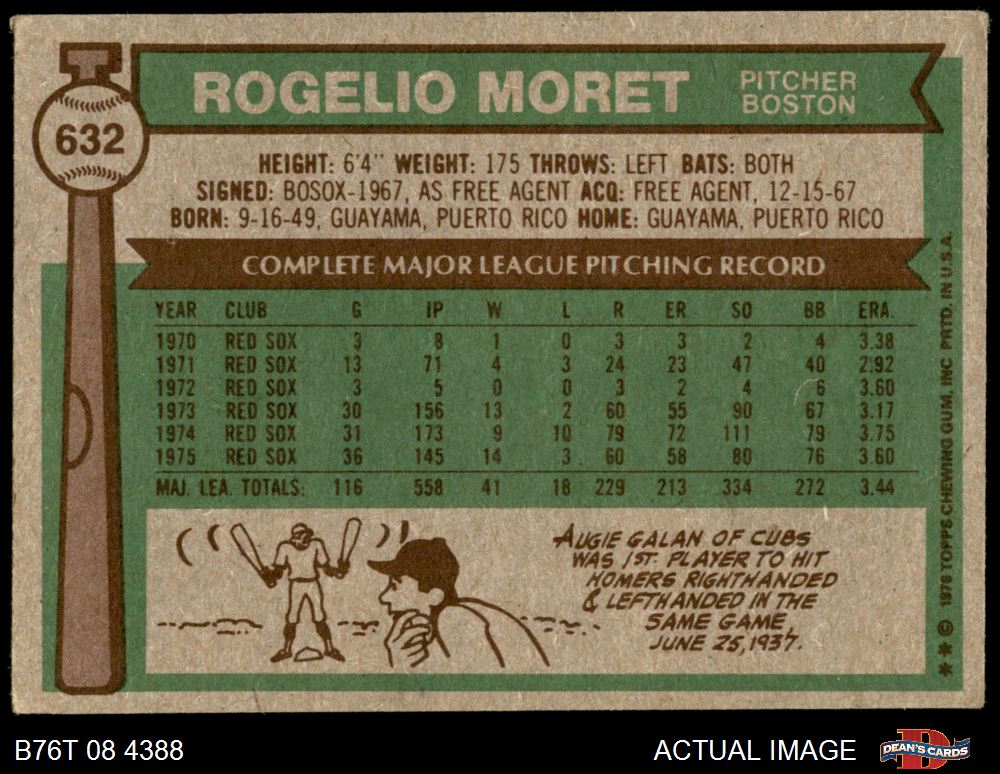 632
ROGELIO MORET
PITCHER
BOSTON
HEIGHT: 6'4" WEIGHT: 175 THROWS: LEFT BATS: BOTH
SIGNED: BOSOX-1967, AS FREE AGENT ACQ: FREE AGENT, 12-15-67
BORN: 9-16-49, GUAYAMA, PUERTO RICO HOME: GUAYAMA, PUERTO RICO
COMPLETE MAJOR LEAGUE PITCHING RECORD
YEAR CLUB G IP W L R ER SO BB ERA.
1970 RED SOX 3 8 1 0 3 3 2 4 3.38
1971 RED SOX 13 71 4 3 24 23 47 40 2.92
1972 RED SOX 3 5 0 0 3 2 4 6 3.60
1973 RED SOX 30 156 13 2 60 55 90 67 3.17
1974 RED SOX 31 173 9 10 79 72 111 79 3.75
1975 RED SOX 36 145 14 3 60 58 80 76 3.60
MAJ. LEA. TOTALS: 116 558 41 18 229 213 334 272 3.44
AUGIE GALAN OF CUBS
WAS 1ST. PLAYER TO HIT
HOMERS RIGHTHANDED
& LEFTHANDED IN THE
SAME GAME,
JUNE 25, 1937.
** © 1976 TOPPS CHEWING GUM, INC PRTD. IN U.S.A.
B76T 08 4388
ACTUAL IMAGE
DEAN'S CARDS